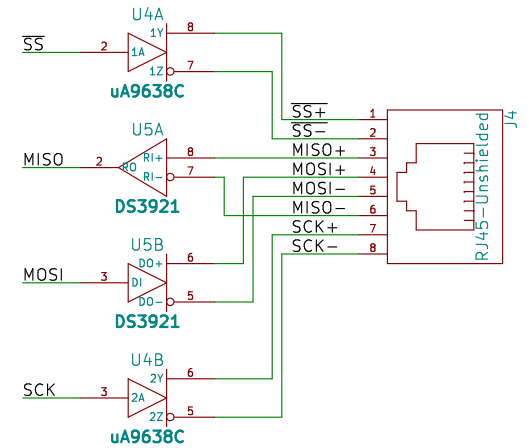 U4A
SS 2 1A 1Y 8
1Z 7
uA9638C
U5A
MISO 2 RO RI+ 8
RI- 7
DS3921
U5B
MOSI 3 DI DO+ 6
DO- 5
DS3921
U4B
SCK 3 2A 2Y 6
2Z 5
uA9638C
SS+ 1
SS- 2
MISO+ 3
MOSI+ 4
MOSI- 5
MISO- 6
SCK+ 7
SCK- 8
RJ45-Unshielded
J4